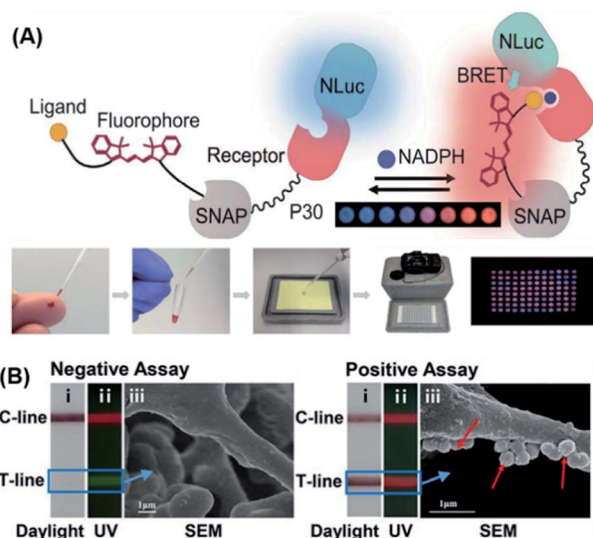 (A)
NLuc
NLuc
BRET
Ligand
Fluorophore
Receptor
NADPH
SNAP
P30
SNAP
(B)
Negative Assay
Positive Assay
i ii iii
i ii iii
C-line
C-line
T-line
T-line
1μm
1μm
Daylight UV SEM
Daylight UV SEM